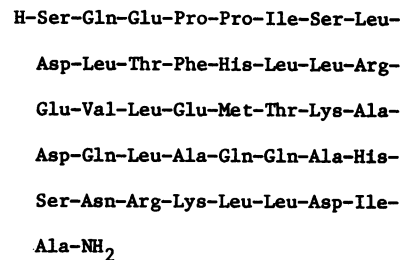 H-Ser-Gln-Glu-Pro-Pro-Ile-Ser-Leu-
Asp-Leu-Thr-Phe-His-Leu-Leu-Arg-
Glu-Val-Leu-Glu-Met-Thr-Lys-Ala-
Asp-Gln-Leu-Ala-Gln-Gln-Ala-His-
Ser-Asn-Arg-Lys-Leu-Leu-Asp-Ile-
Ala-NH2